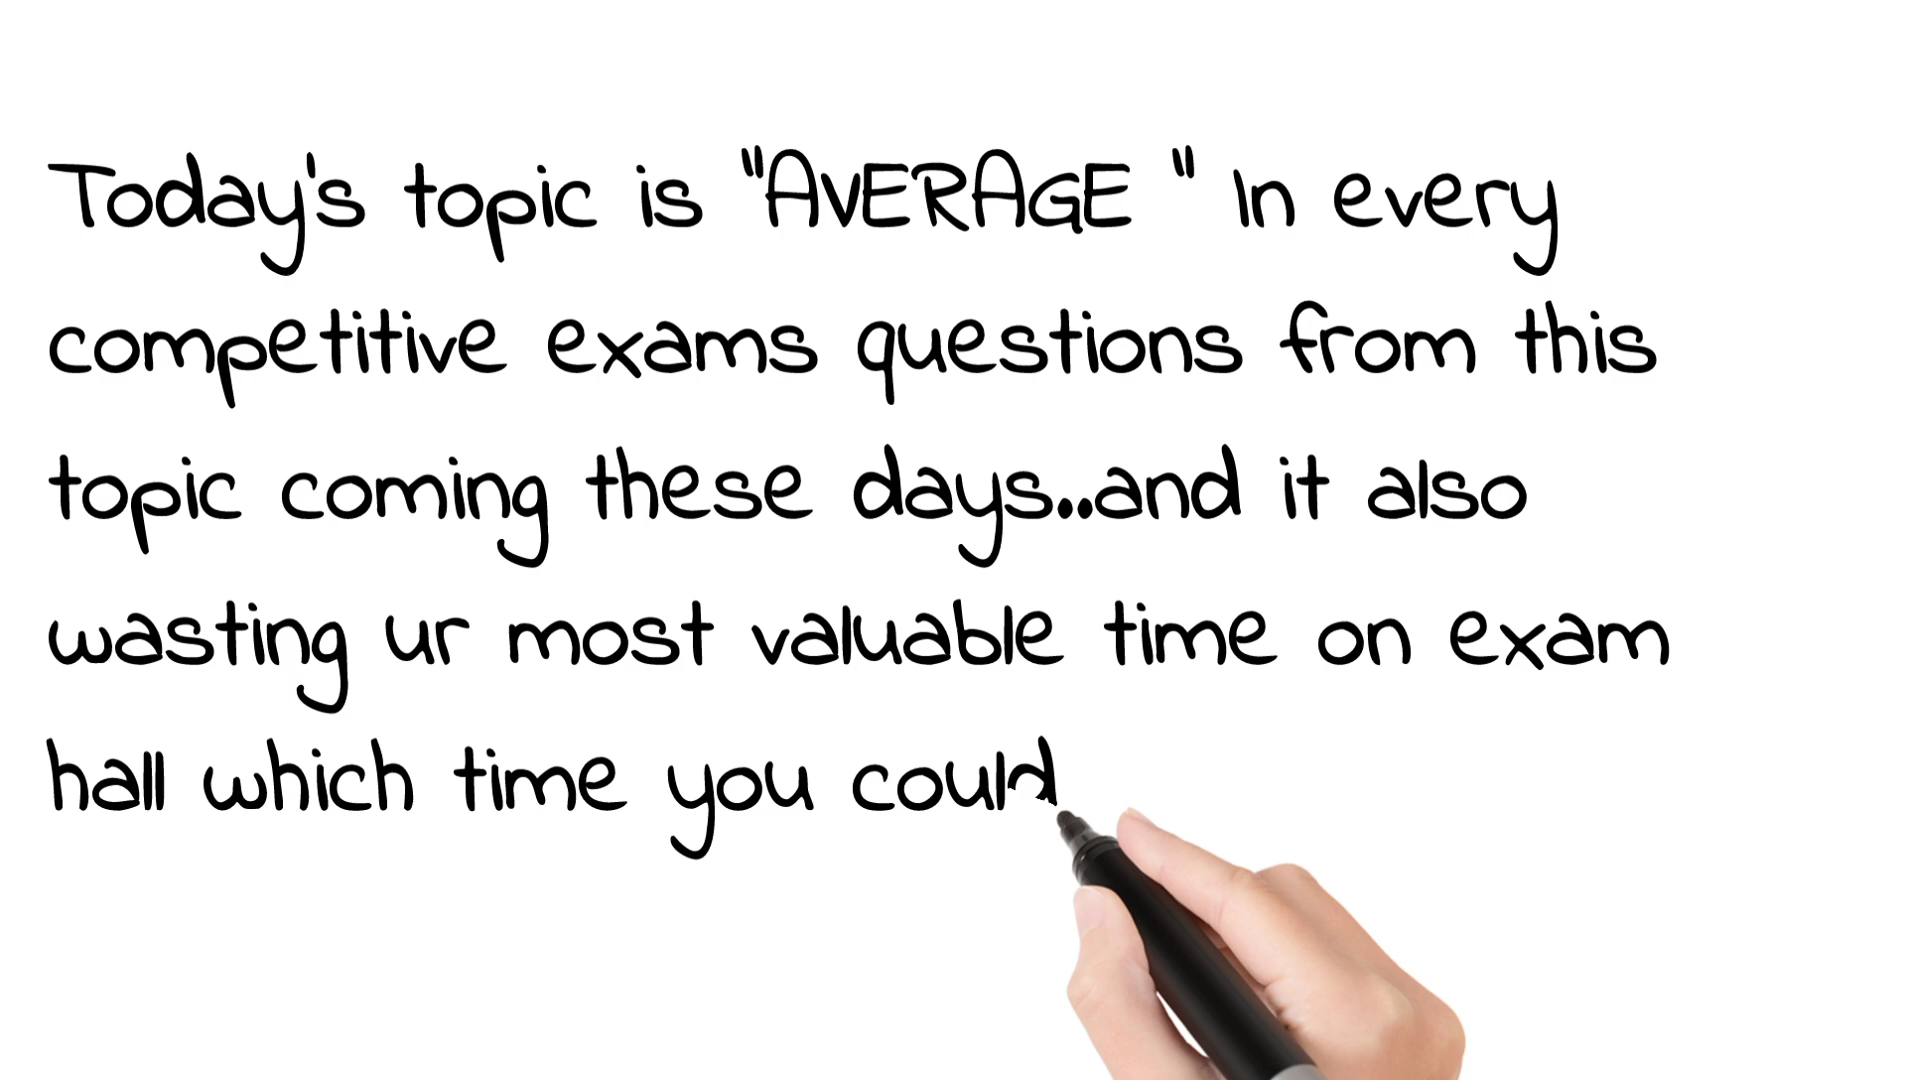 Today's topic is "AVERAGE " In every
competitive exams questions from this
topic coming these days..and it also
wasting ur most valuable time on exam
hall which time you could